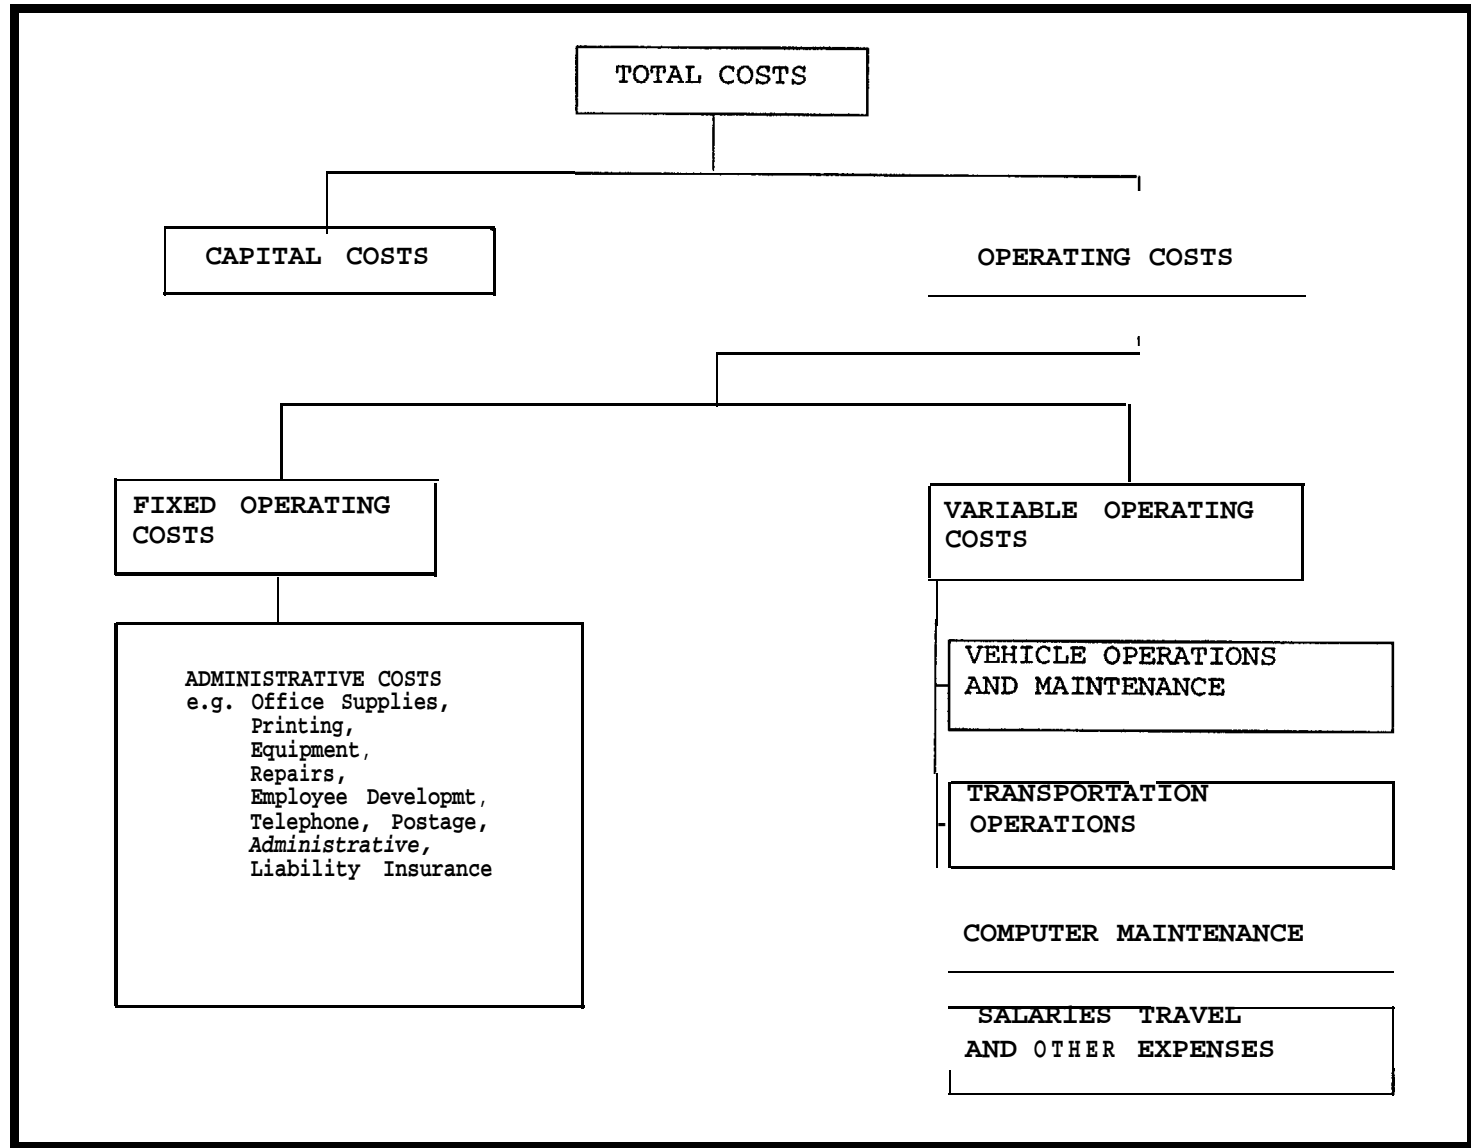 TOTAL COSTS
CAPITAL COSTS
OPERATING COSTS
FIXED OPERATING
COSTS
VARIABLE OPERATING
COSTS
ADMINISTRATIVE COSTS
e.g. Office Supplies,
Printing,
Equipment,
Repairs,
Employee Developmt,
Telephone, Postage,
Administrative,
Liability Insurance
VEHICLE OPERATIONS
AND MAINTENANCE
TRANSPORTATION
OPERATIONS
COMPUTER MAINTENANCE
SALARIES TRAVEL
AND OTHER EXPENSES